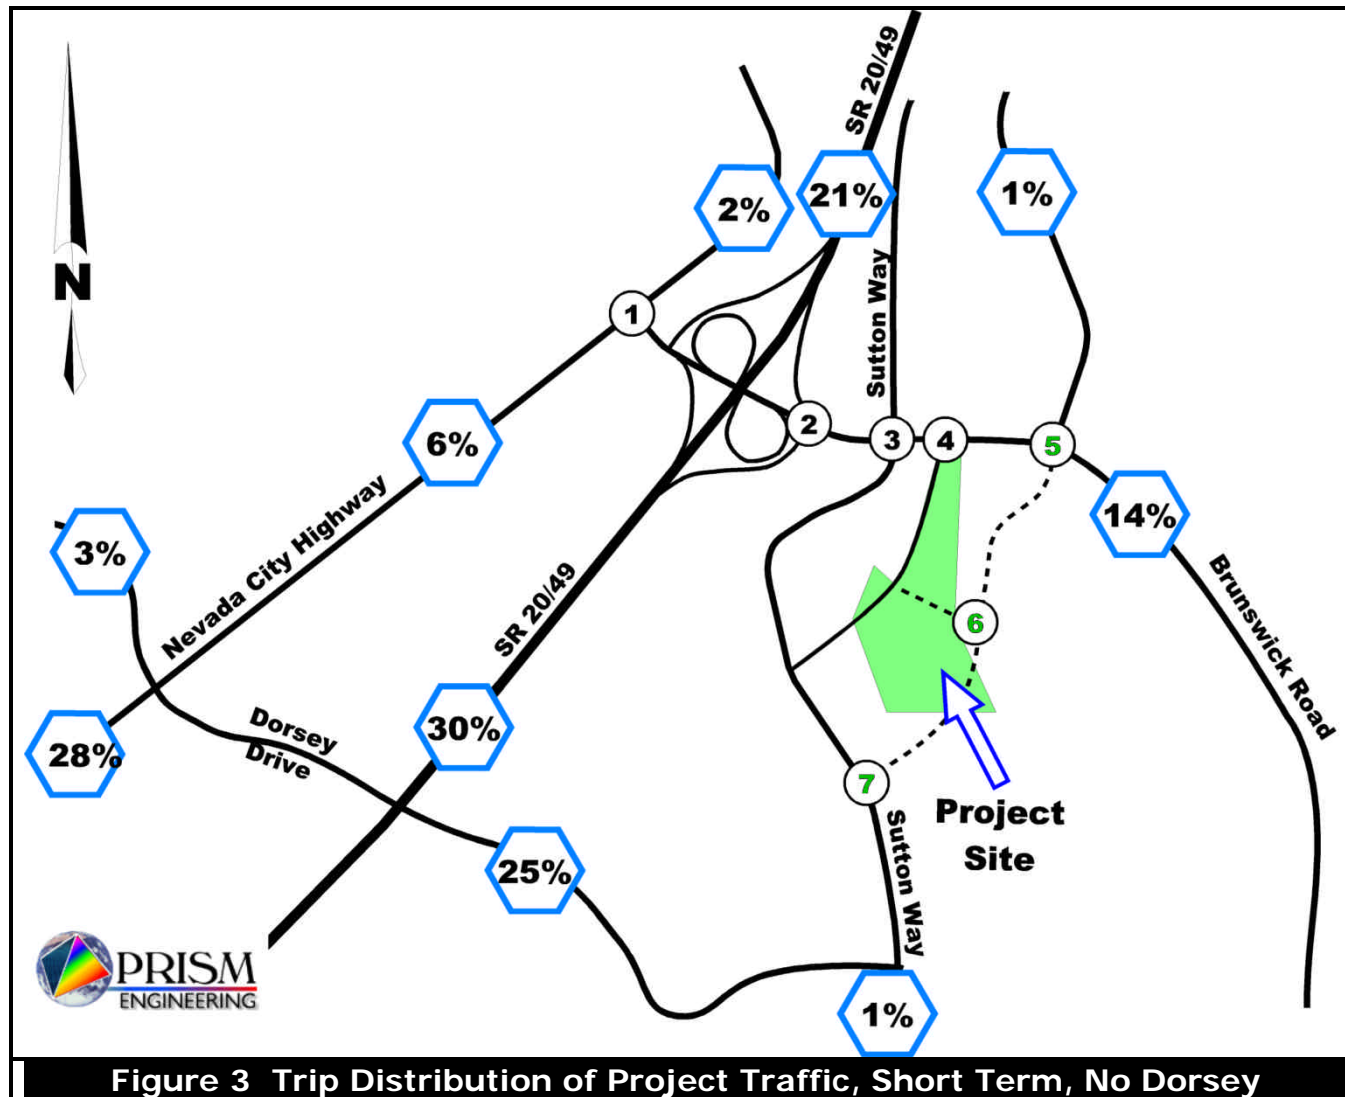 SR 20/49
2%
21%
1%
N
Sutton Way
1
2
3
4
5
6%
14%
3%
Nevada City Highway
SR 20/49
Brunswick Road
6
28%
Dorsey
Drive
30%
7
Project
Site
Sutton Way
25%
PRISM
ENGINEERING
1%
Figure 3 Trip Distribution of Project Traffic, Short Term, No Dorsey